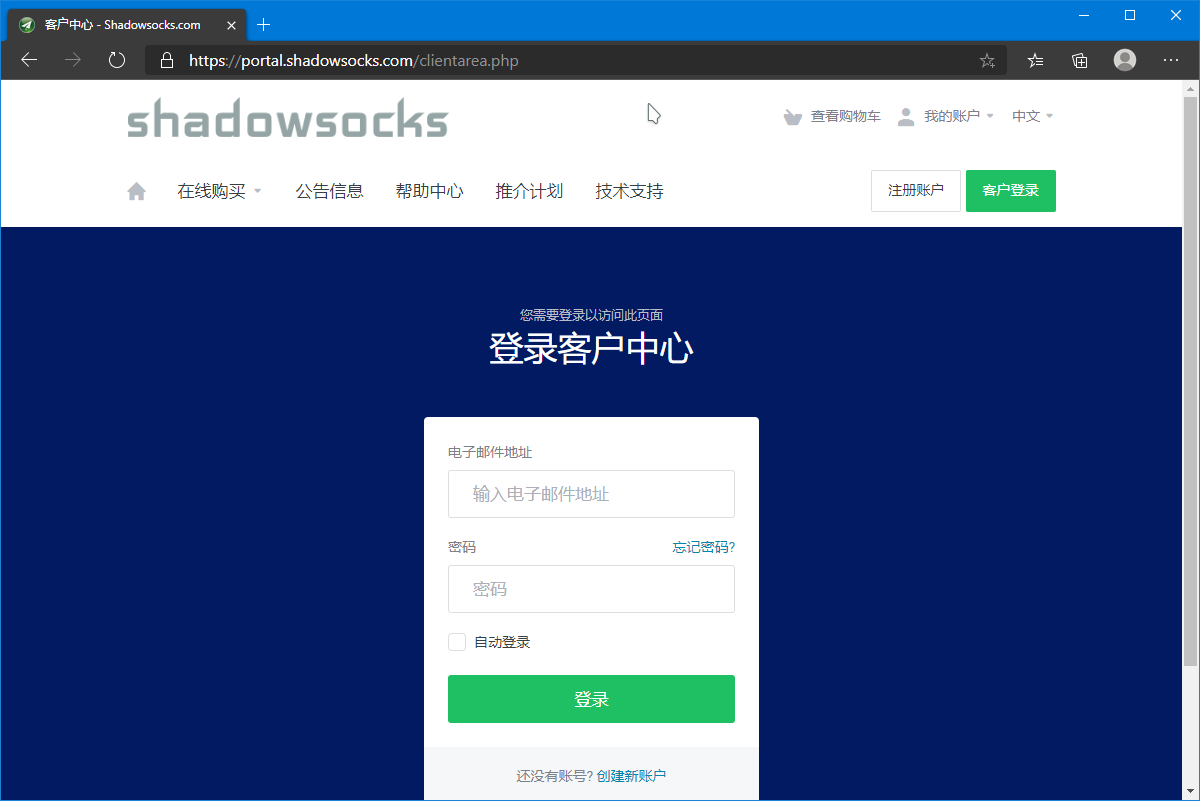 客户中心 - Shadowsocks.com
https://portal.shadowsocks.com/clientarea.php
shadowsocks
查看购物车 我的账户 中文
在线购买 公告信息 帮助中心 推介计划 技术支持 注册账户 客户登录
您需要登录以访问此页面
登录客户中心
电子邮件地址
输入电子邮件地址
密码 忘记密码?
密码
自动登录
登录
还没有账号? 创建新账户